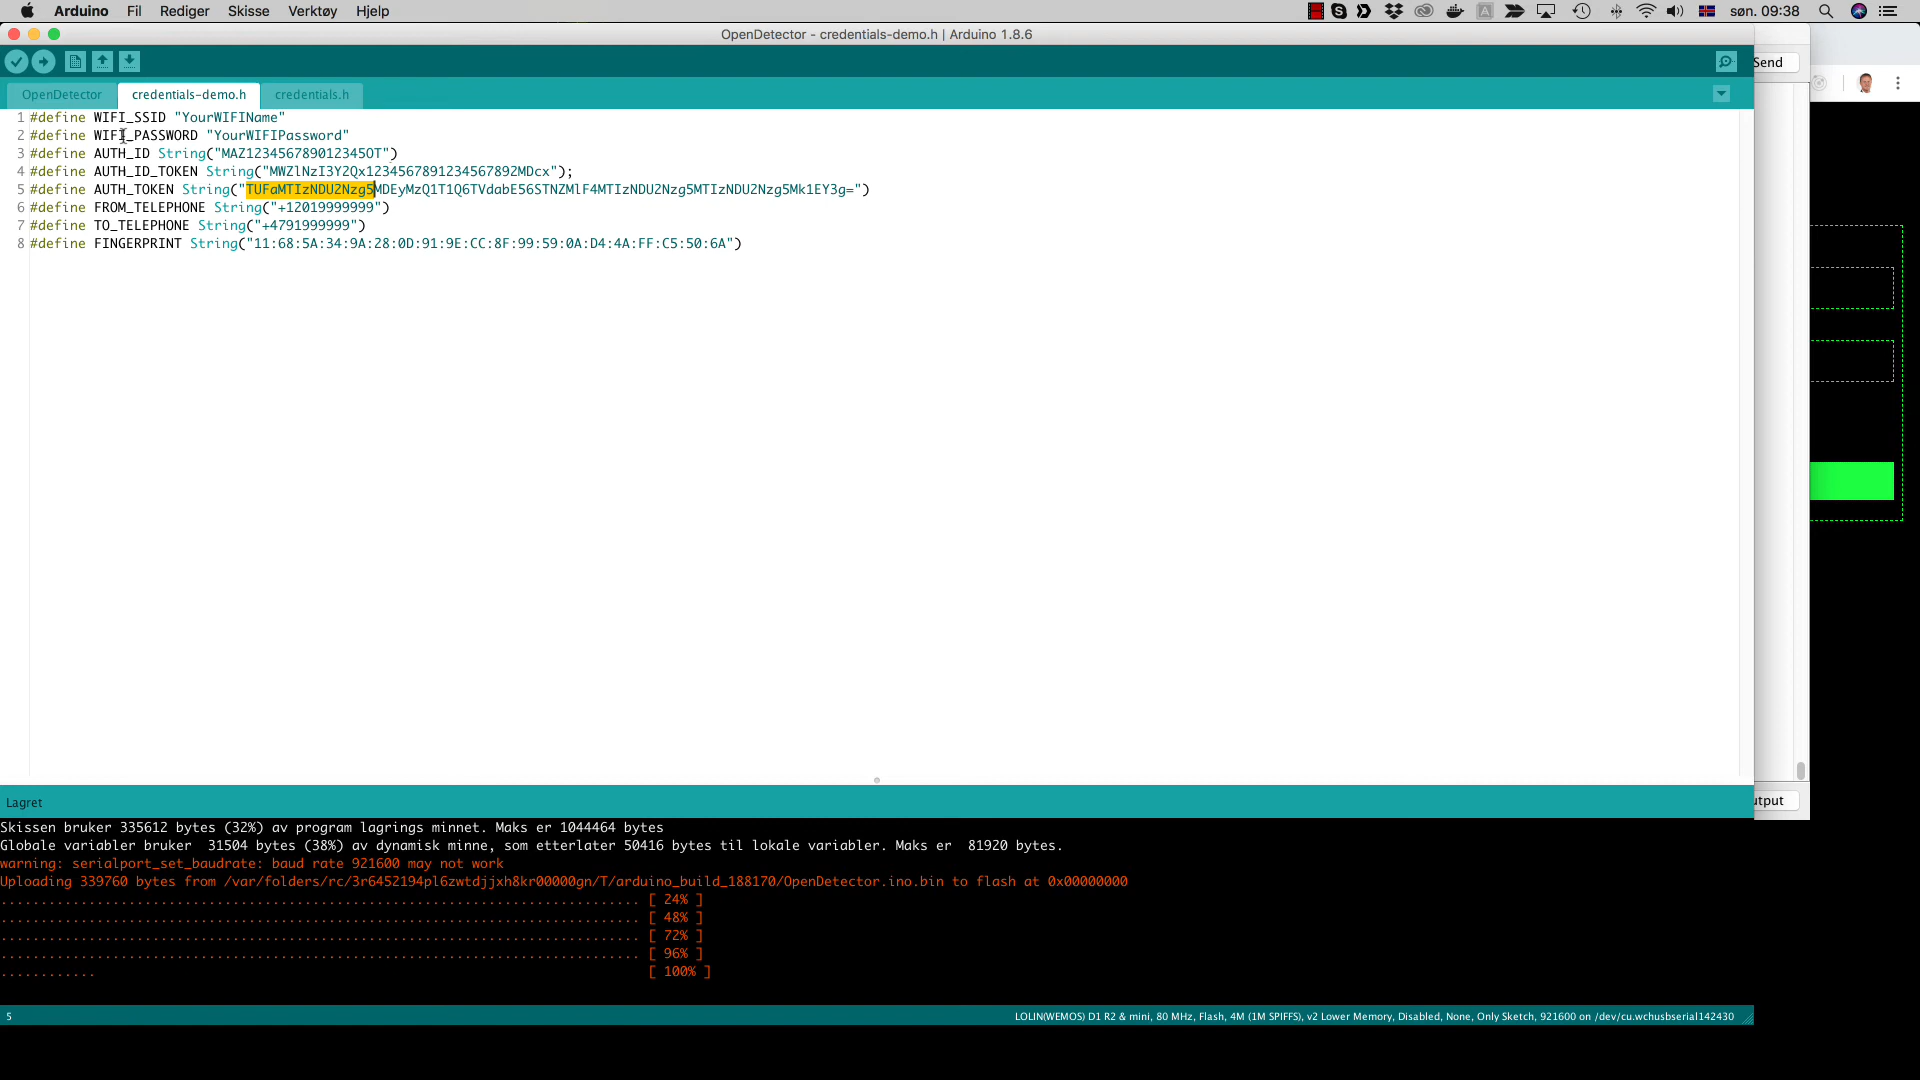 Arduino Fil Rediger Skisse Verktøy Hjelp søn. 09:38
OpenDetector - credentials-demo.h | Arduino 1.8.6
Send
OpenDetector credentials-demo.h credentials.h
1 #define WIFI_SSID "YourWIFIName"
2 #define WIFI_PASSWORD "YourWIFIPassword"
3 #define AUTH_ID String("MAZ123456789012345OT")
4 #define AUTH_ID_TOKEN String("MWZlNzI3Y2Qx1234567891234567892MDcx");
5 #define AUTH_TOKEN String("TUFaMTIzNDU2Nzg5MDEyMzQ1T1Q6TVdabE56STNZMlF4MTIzNDU2Nzg5MTIzNDU2Nzg5Mk1EY3g=")
6 #define FROM_TELEPHONE String("+12019999999")
7 #define TO_TELEPHONE String("+4791999999")
8 #define FINGERPRINT String("11:68:5A:34:9A:28:0D:91:9E:CC:8F:99:59:0A:D4:4A:FF:C5:50:6A")
Lagret
utput
Skissen bruker 335612 bytes (32%) av program lagrings minnet. Maks er 1044464 bytes
Globale variabler bruker 31504 bytes (38%) av dynamisk minne, som etterlater 50416 bytes til lokale variabler. Maks er 81920 bytes.
warning: serialport_set_baudrate: baud rate 921600 may not work
Uploading 339760 bytes from /var/folders/rc/3r6452194pl6zwtdjjxh8kr00000gn/T/arduino_build_188170/OpenDetector.ino.bin to flash at 0x00000000
................................................................................ [ 24% ]
................................................................................ [ 48% ]
................................................................................ [ 72% ]
................................................................................ [ 96% ]
............ [ 100% ]
5 LOLIN(WEMOS) D1 R2 & mini, 80 MHz, Flash, 4M (1M SPIFFS), v2 Lower Memory, Disabled, None, Only Sketch, 921600 on /dev/cu.wchusbserial142430